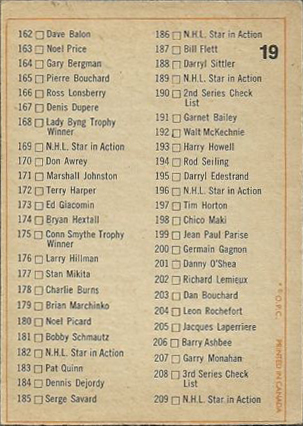 162 Dave Balon
163 Noel Price
164 Gary Bergman
165 Pierre Bouchard
166 Ross Lonsberry
167 Denis Dupere
168 Lady Byng Trophy
Winner
169 N.H.L. Star in Action
170 Don Awrey
171 Marshall Johnston
172 Terry Harper
173 Ed Giacomin
174 Bryan Hextall
175 Conn Smythe Trophy
Winner
176 Larry Hillman
177 Stan Mikita
178 Charlie Burns
179 Brian Marchinko
180 Noel Picard
181 Bobby Schmautz
182 N.H.L. Star in Action
183 Pat Quinn
184 Dennis Dejordy
185 Serge Savard
186 N.H.L. Star in Action
187 Bill Flett
188 Darryl Sittler
189 N.H.L. Star in Action
190 2nd Series Check
List
191 Garnet Bailey
192 Walt McKechnie
193 Harry Howell
194 Rod Seiling
195 Darryl Edestrand
196 N.H.L. Star in Action
197 Tim Horton
198 Chico Maki
199 Jean Paul Parise
200 Germain Gagnon
201 Danny O'Shea
202 Richard Lemieux
203 Dan Bouchard
204 Leon Rochefort
205 Jacques Laperriere
206 Barry Ashbee
207 Garry Monahan
208 3rd Series Check
List
209 N.H.L. Star in Action
19
© O.P.C. PRINTED IN CANADA